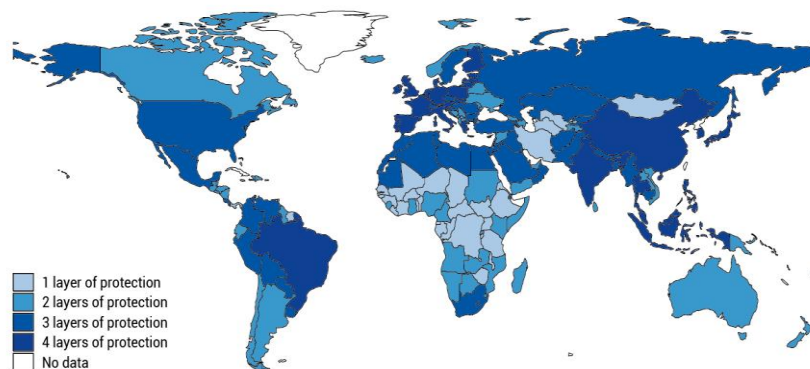 1 layer of protection
2 layers of protection
3 layers of protection
4 layers of protection
No data